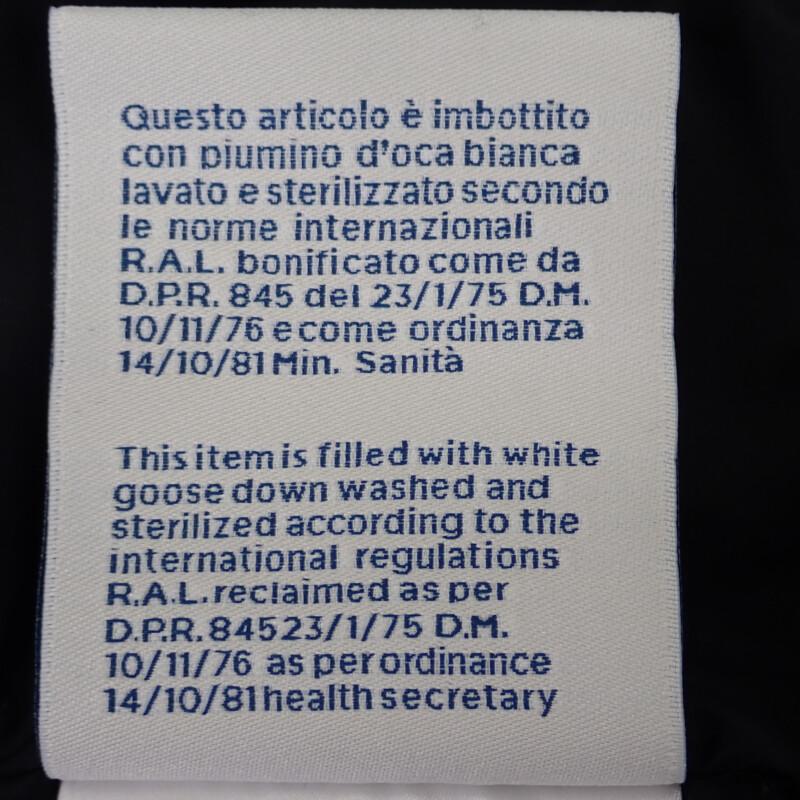 Questo articolo è imbottito
con piumino d'oca bianca
lavato e sterilizzato secondo
le norme internazionali
R.A.L. bonificato come da
D.P.R. 845 del 23/1/75 D.M.
10/11/76 e come ordinanza
14/10/81 Min. Sanità
This item is filled with white
goose down washed and
sterilized according to the
international regulations
R.A.L. reclaimed as per
D.P.R. 845 23/1/75 D.M.
10/11/76 as per ordinance
14/10/81 health secretary